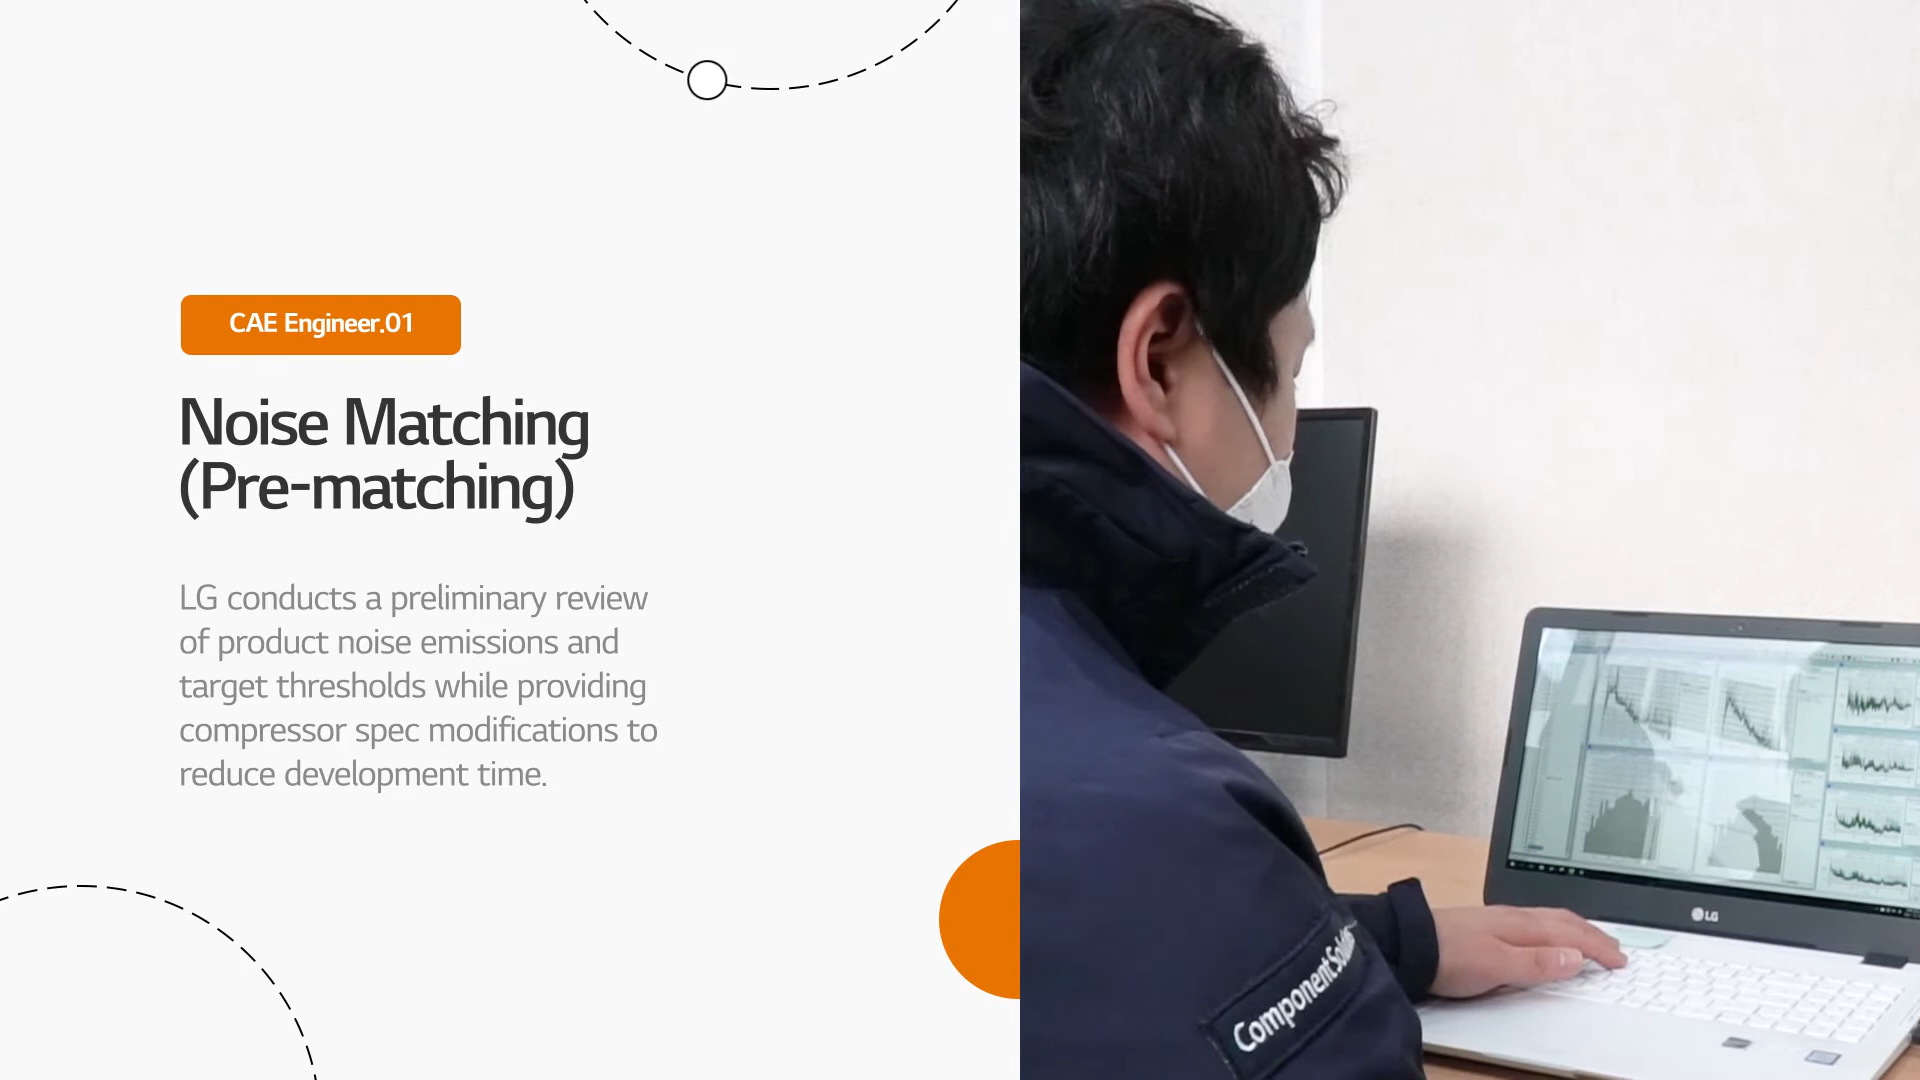 CAE Engineer.01
Noise Matching
(Pre-matching)
LG conducts a preliminary review
of product noise emissions and
target thresholds while providing
compressor spec modifications to
reduce development time.
LG
Component